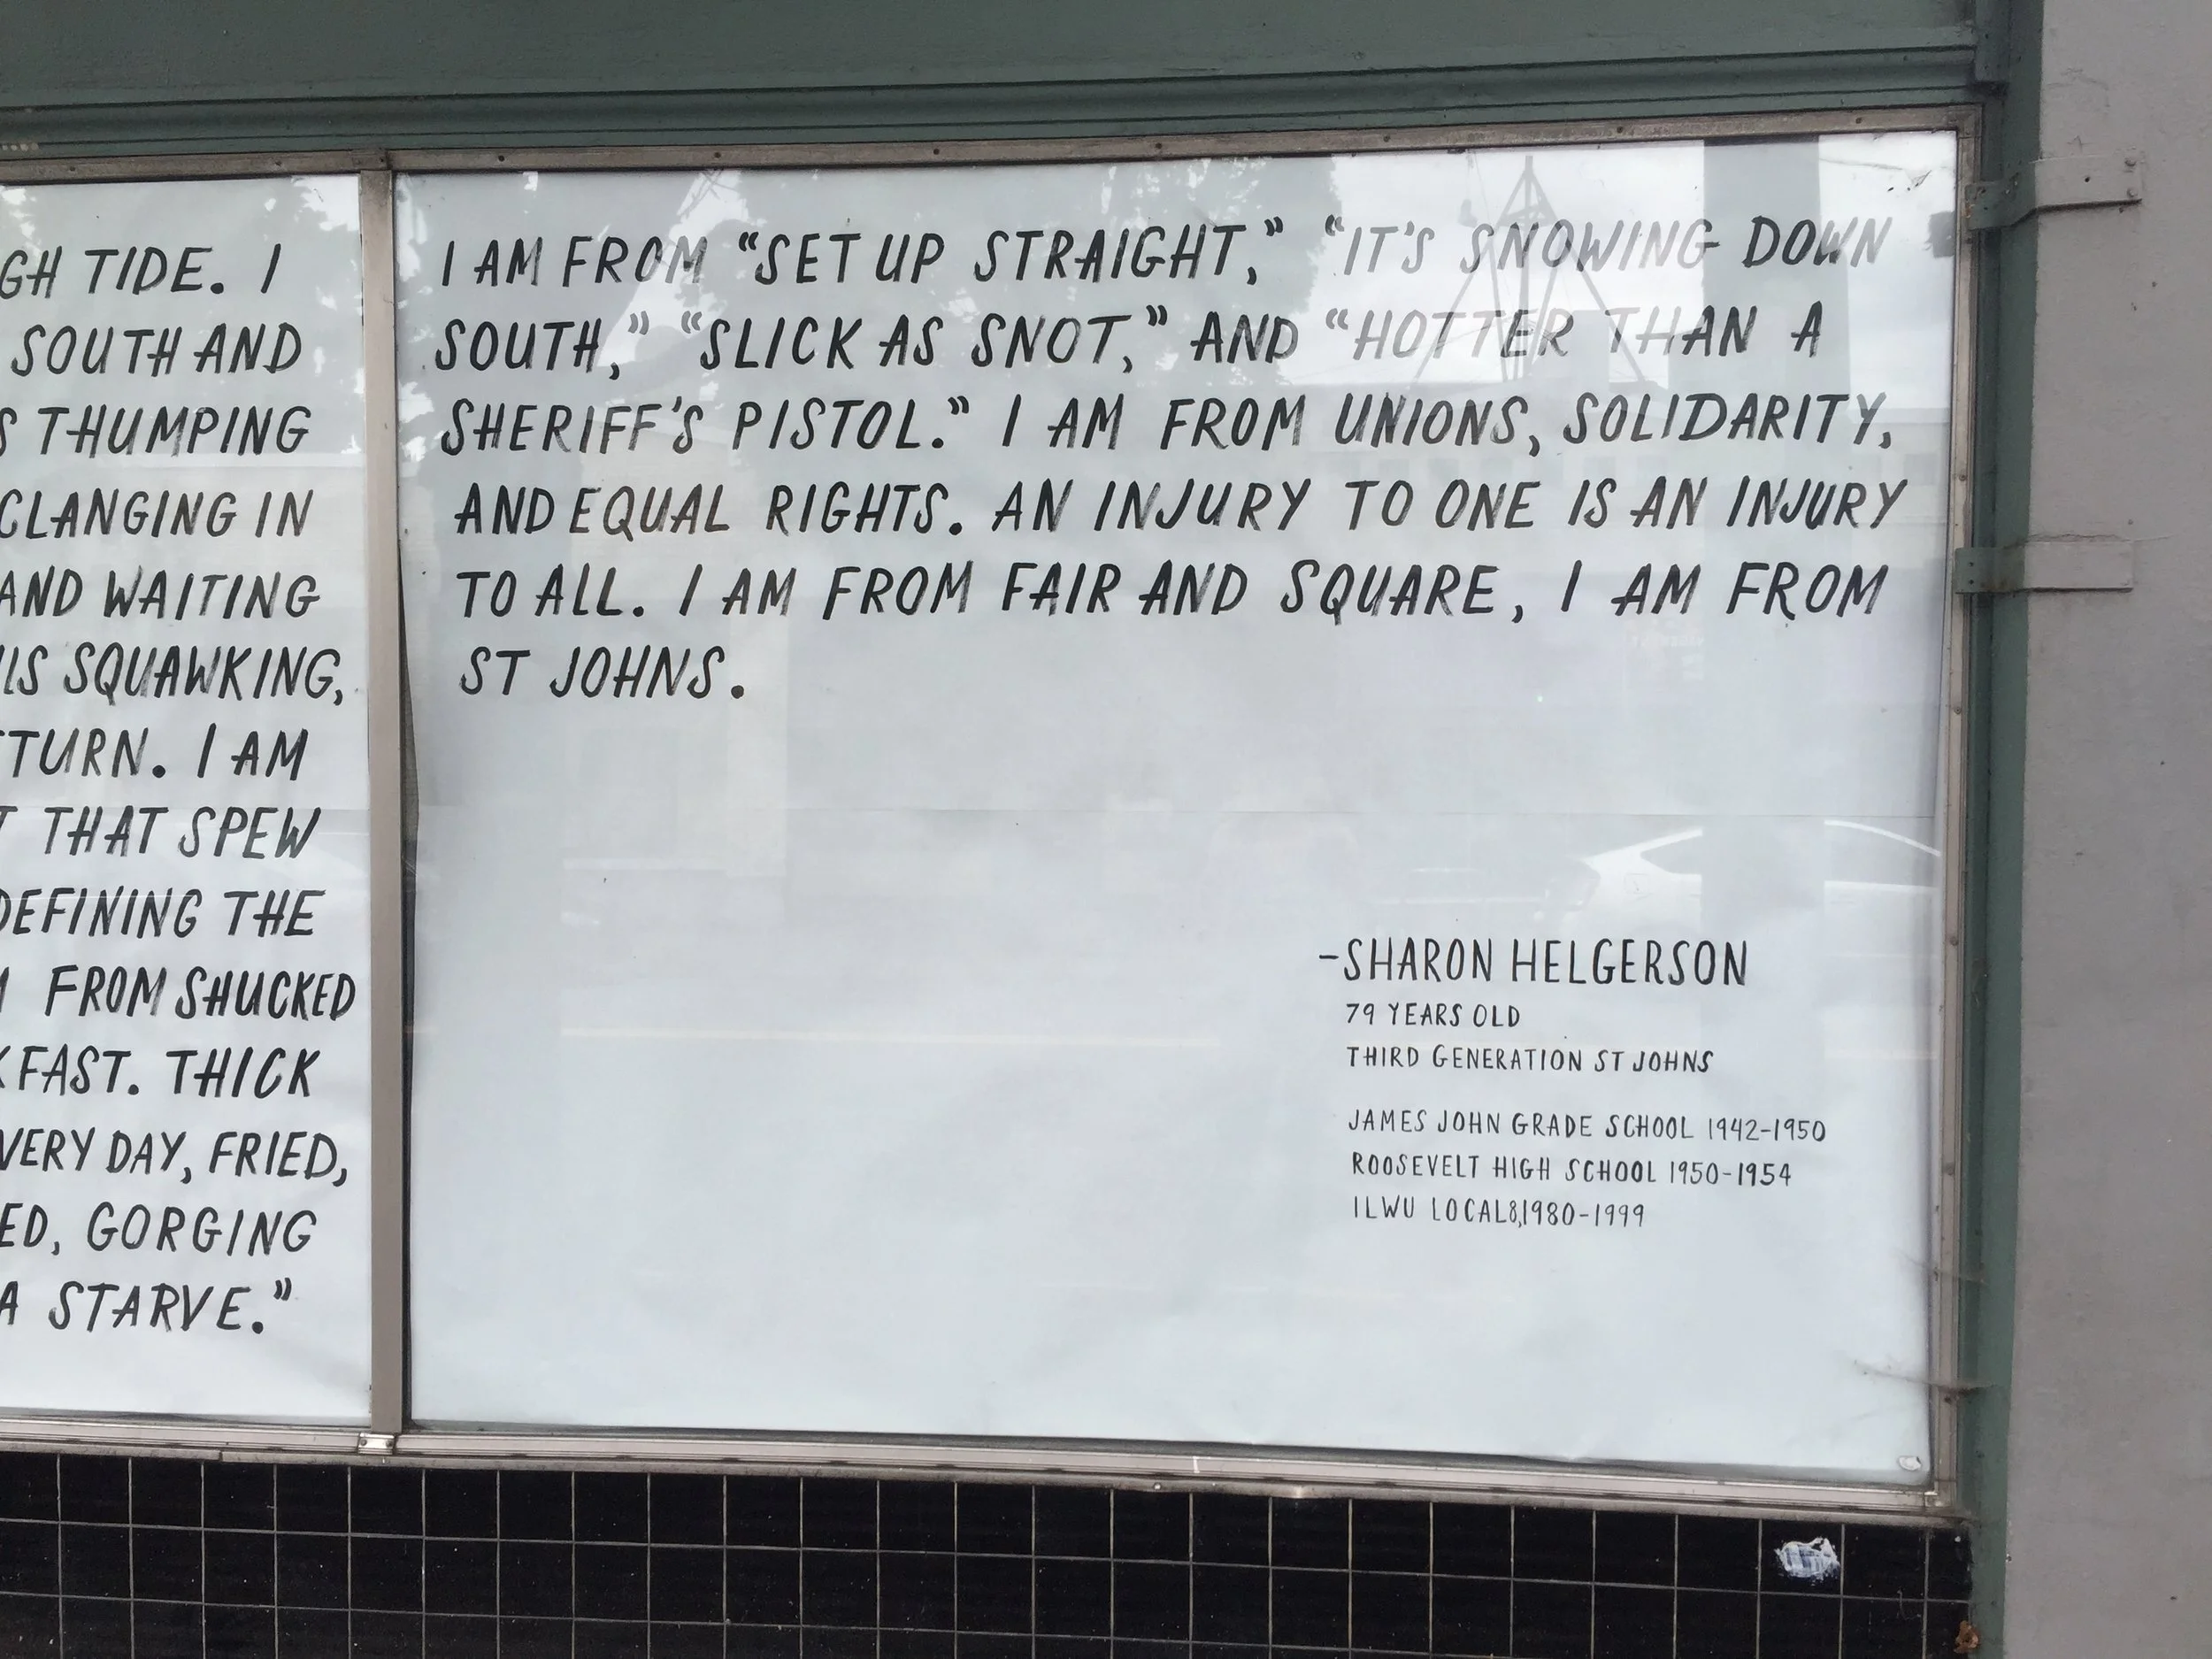 GH TIDE. I
SOUTH AND
S THUMPING
CLANGING IN
AND WAITING
SQUAWKING,
TURN. I AM
T THAT SPEW
DEFINING THE
FROM SHUCKED
KFAST. THICK
VERY DAY, FRIED,
ED, GORGING
A STARVE.”
I AM FROM “SET UP STRAIGHT,” “IT’S SNOWING DOWN
SOUTH,” “SLICK AS SNOT,” AND “HOTTER THAN A
SHERIFF’S PISTOL.” I AM FROM UNIONS, SOLIDARITY,
AND EQUAL RIGHTS. AN INJURY TO ONE IS AN INJURY
TO ALL. I AM FROM FAIR AND SQUARE, I AM FROM
ST JOHNS.
-SHARON HELGERSON
79 YEARS OLD
THIRD GENERATION ST JOHNS
JAMES JOHN GRADE SCHOOL 1942-1950
ROOSEVELT HIGH SCHOOL 1950-1954
ILWU LOCAL8,1980-1999